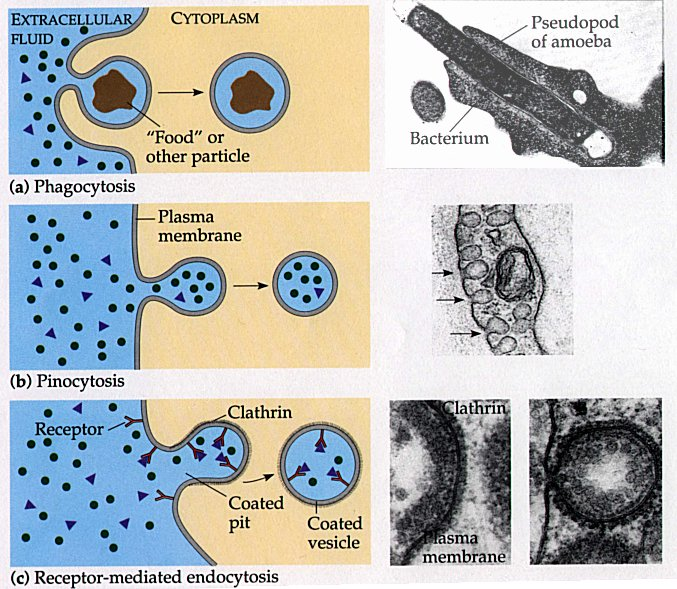 EXTRACELLULAR
FLUID
CYTOPLASM
"Food" or
other particle
Pseudopod
of amoeba
Bacterium
(a) Phagocytosis
Plasma
membrane
(b) Pinocytosis
Receptor
Clathrin
Coated
pit
Coated
vesicle
Clathrin
Plasma
membrane
(c) Receptor-mediated endocytosis